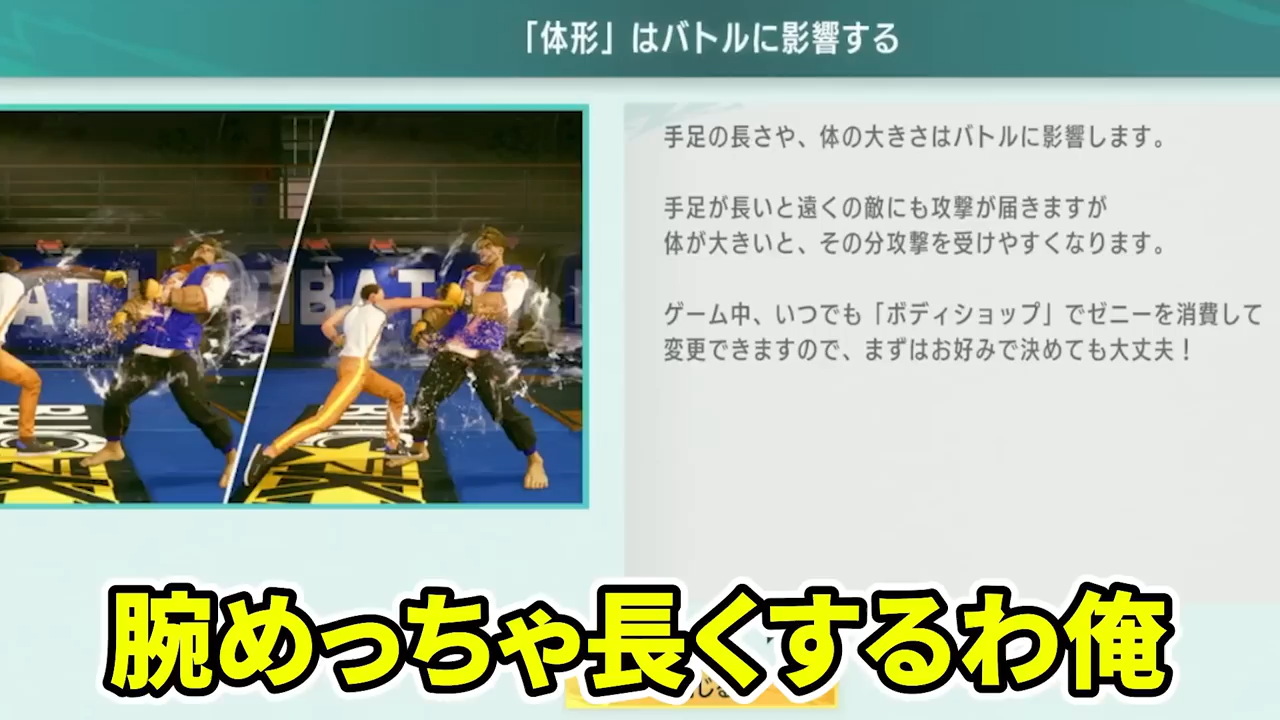 「体形」はバトルに影響する
手足の長さや、体の大きさはバトルに影響します。
手足が長いと遠くの敵にも攻撃が届きますが
体が大きいと、その分攻撃を受けやすくなります。
ゲーム中、いつでも「ボディショップ」でゼニーを消費して
変更できますので、まずはお好みで決めても大丈夫！
腕めっちゃ長くするわ俺